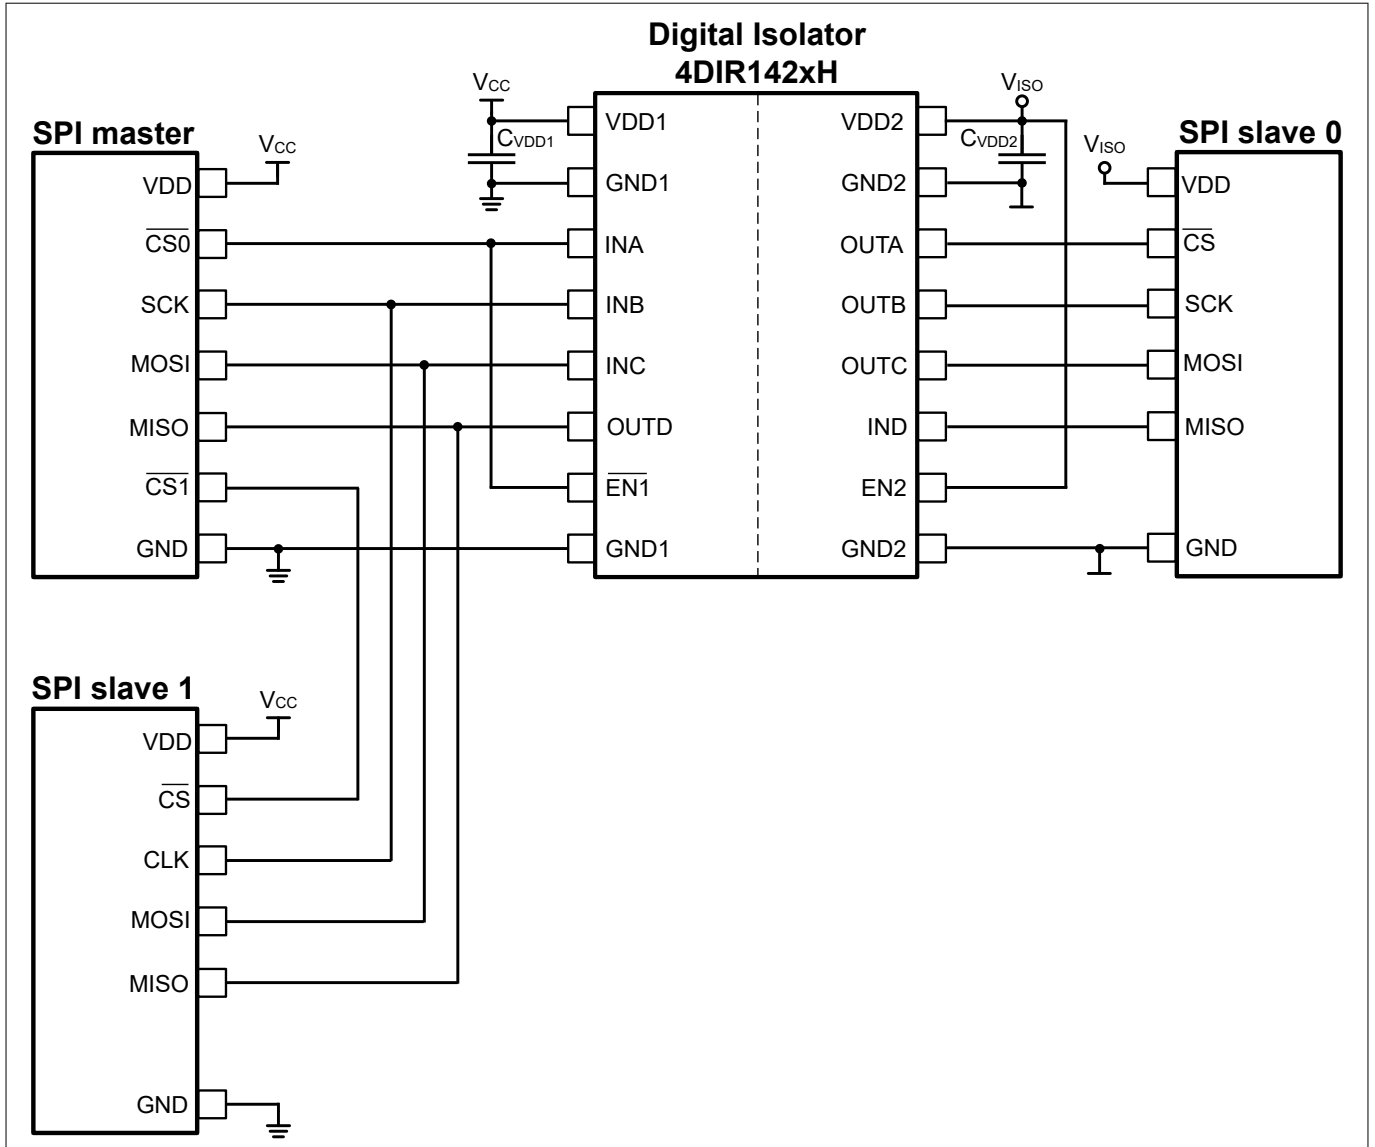 Digital Isolator
4DIR142xH
SPI master
VCC
VDD
CS0
SCK
MOSI
MISO
CS1
GND
VCC
CVDD1
VDD1
GND1
INA
INB
INC
OUTD
EN1
GND1
VDD2
GND2
OUTA
OUTB
OUTC
IND
EN2
GND2
VISO
CVDD2
SPI slave 0
VISO
VDD
CS
SCK
MOSI
MISO
GND
SPI slave 1
VCC
VDD
CS
CLK
MOSI
MISO
GND